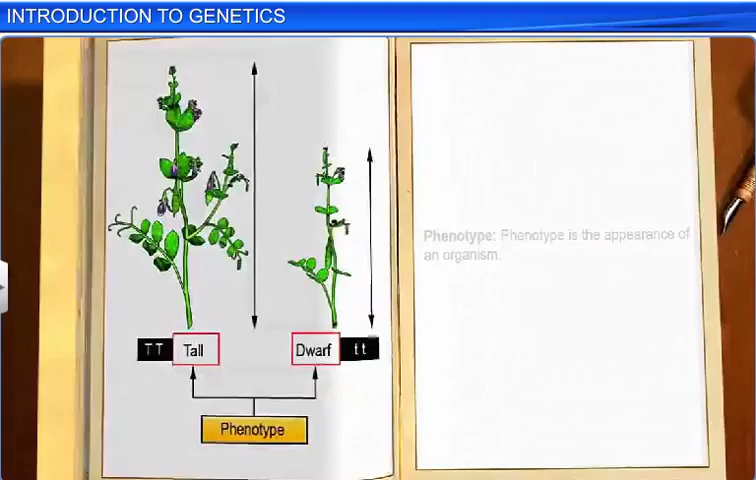 INTRODUCTION TO GENETICS
TT Tall
Dwarf tt
Phenotype
Phenotype: Phenotype is the appearance of
an organism.